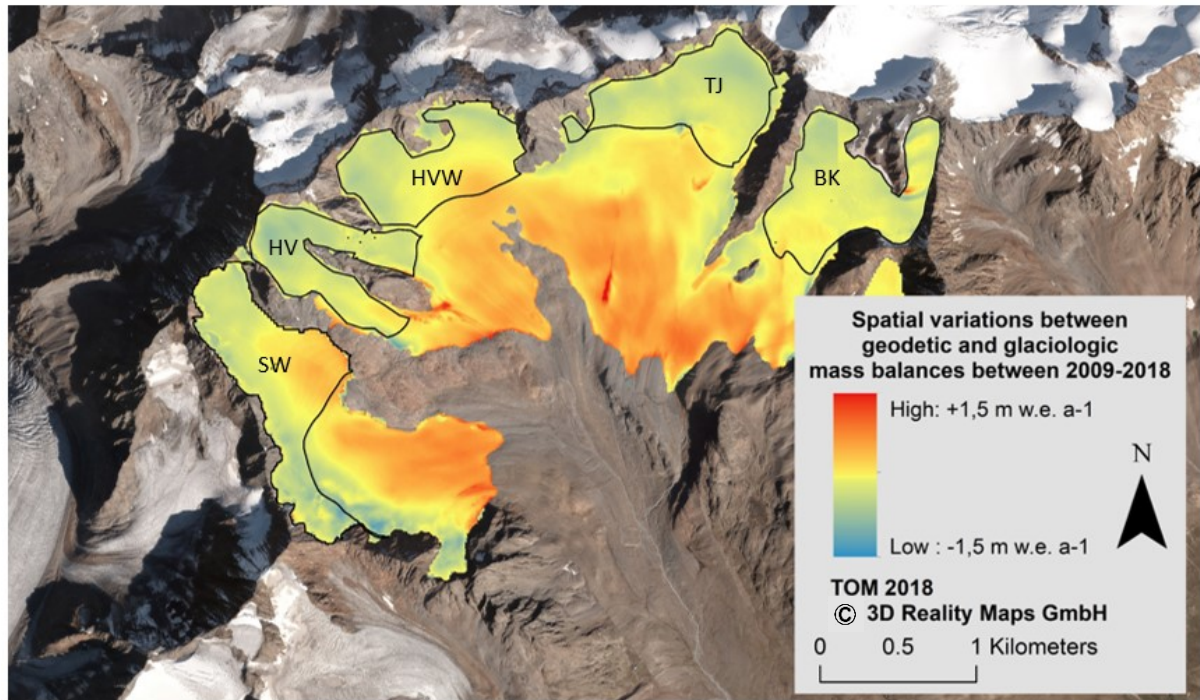 TJ
BK
HVW
HV
SW
Spatial variations between
geodetic and glaciologic
mass balances between 2009-2018
High: +1,5 m w.e. a-1
Low : -1,5 m w.e. a-1
N
TOM 2018
© 3D Reality Maps GmbH
0 0.5 1 Kilometers